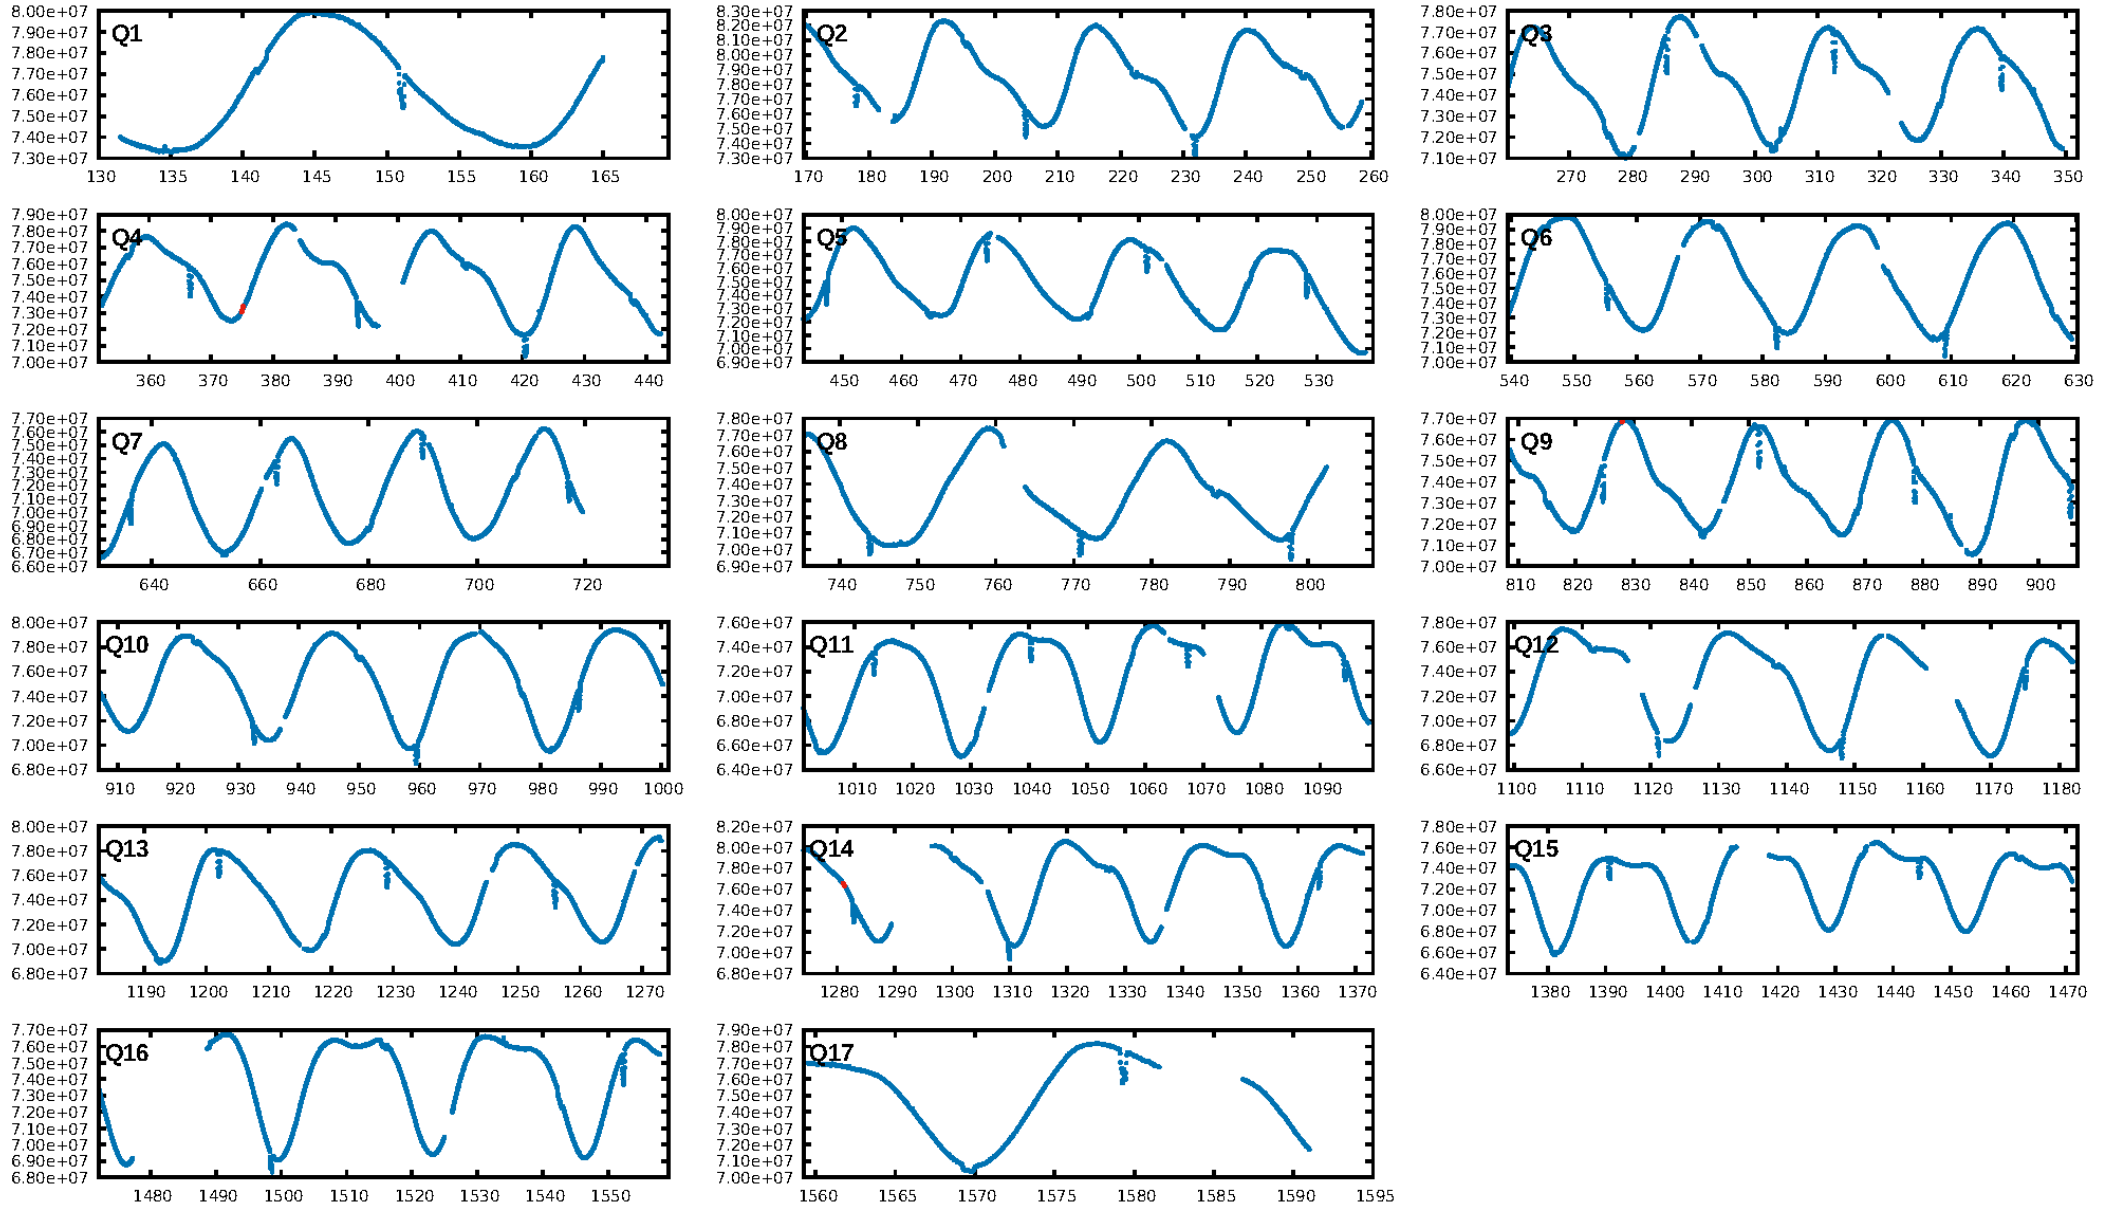 8.00e+07
Q1
7.90e+07
7.80e+07
7.70e+07
7.60e+07
7.50e+07
7.40e+07
7.30e+07
130 135 140 145 150 155 160 165
8.30e+07
8.20e+07
Q2
8.10e+07
8.00e+07
7.90e+07
7.80e+07
7.70e+07
7.60e+07
7.50e+07
7.40e+07
7.30e+07
170 180 190 200 210 220 230 240 250 260
7.80e+07
Q3
7.70e+07
7.60e+07
7.50e+07
7.40e+07
7.30e+07
7.20e+07
7.10e+07
270 280 290 300 310 320 330 340 350
7.90e+07
Q4
7.80e+07
7.70e+07
7.60e+07
7.50e+07
7.40e+07
7.30e+07
7.20e+07
7.10e+07
7.00e+07
360 370 380 390 400 410 420 430 440
8.00e+07
7.90e+07
Q5
7.80e+07
7.70e+07
7.60e+07
7.50e+07
7.40e+07
7.30e+07
7.20e+07
7.10e+07
7.00e+07
6.90e+07
450 460 470 480 490 500 510 520 530
8.00e+07
7.90e+07
Q6
7.80e+07
7.70e+07
7.60e+07
7.50e+07
7.40e+07
7.30e+07
7.20e+07
7.10e+07
7.00e+07
540 550 560 570 580 590 600 610 620 630
7.70e+07
7.60e+07
Q7
7.50e+07
7.40e+07
7.30e+07
7.20e+07
7.10e+07
7.00e+07
6.90e+07
6.80e+07
6.70e+07
6.60e+07
640 660 680 700 720
7.80e+07
7.70e+07
Q8
7.60e+07
7.50e+07
7.40e+07
7.30e+07
7.20e+07
7.10e+07
7.00e+07
6.90e+07
740 750 760 770 780 790 800
7.70e+07
Q9
7.60e+07
7.50e+07
7.40e+07
7.30e+07
7.20e+07
7.10e+07
7.00e+07
810 820 830 840 850 860 870 880 890 900
8.00e+07
Q10
7.80e+07
7.60e+07
7.40e+07
7.20e+07
7.00e+07
6.80e+07
910 920 930 940 950 960 970 980 990 1000
7.60e+07
Q11
7.40e+07
7.20e+07
7.00e+07
6.80e+07
6.60e+07
6.40e+07
1010 1020 1030 1040 1050 1060 1070 1080 1090
7.80e+07
Q12
7.60e+07
7.40e+07
7.20e+07
7.00e+07
6.80e+07
6.60e+07
1100 1110 1120 1130 1140 1150 1160 1170 1180
8.00e+07
Q13
7.80e+07
7.60e+07
7.40e+07
7.20e+07
7.00e+07
6.80e+07
1190 1200 1210 1220 1230 1240 1250 1260 1270
8.20e+07
Q14
8.00e+07
7.80e+07
7.60e+07
7.40e+07
7.20e+07
7.00e+07
6.80e+07
1280 1290 1300 1310 1320 1330 1340 1350 1360 1370
7.80e+07
Q15
7.60e+07
7.40e+07
7.20e+07
7.00e+07
6.80e+07
6.60e+07
6.40e+07
1380 1390 1400 1410 1420 1430 1440 1450 1460 1470
7.70e+07
Q16
7.60e+07
7.50e+07
7.40e+07
7.30e+07
7.20e+07
7.10e+07
7.00e+07
6.90e+07
6.80e+07
1480 1490 1500 1510 1520 1530 1540 1550
7.90e+07
Q17
7.80e+07
7.70e+07
7.60e+07
7.50e+07
7.40e+07
7.30e+07
7.20e+07
7.10e+07
7.00e+07
1560 1565 1570 1575 1580 1585 1590 1595